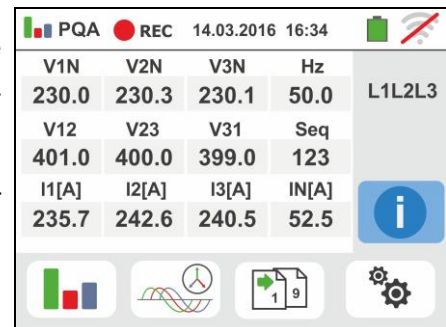 PQA REC 14.03.2016 16:34
V1N V2N V3N Hz
230.0 230.3 230.1 50.0 L1L2L3
V12 V23 V31 Seq
401.0 400.0 399.0 123
I1[A] I2[A] I3[A] IN[A]
235.7 242.6 240.5 52.5
i
1 9